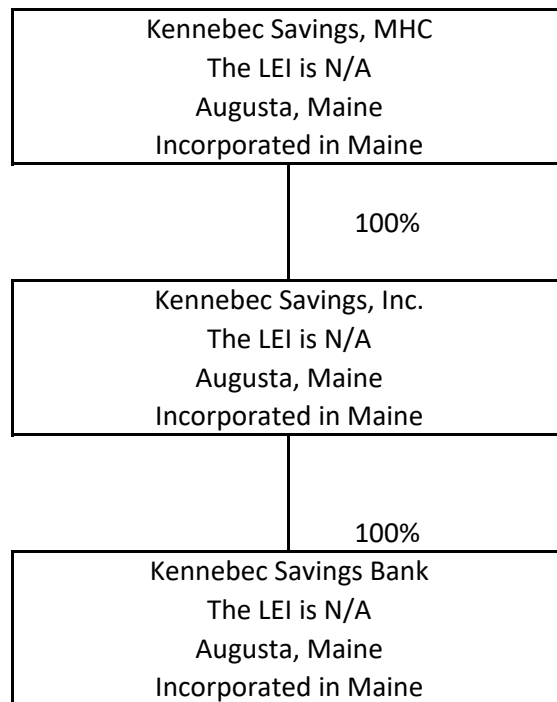 Kennebec Savings, MHC
The LEI is N/A
Augusta, Maine
Incorporated in Maine
100%
Kennebec Savings, Inc.
The LEI is N/A
Augusta, Maine
Incorporated in Maine
100%
Kennebec Savings Bank
The LEI is N/A
Augusta, Maine
Incorporated in Maine